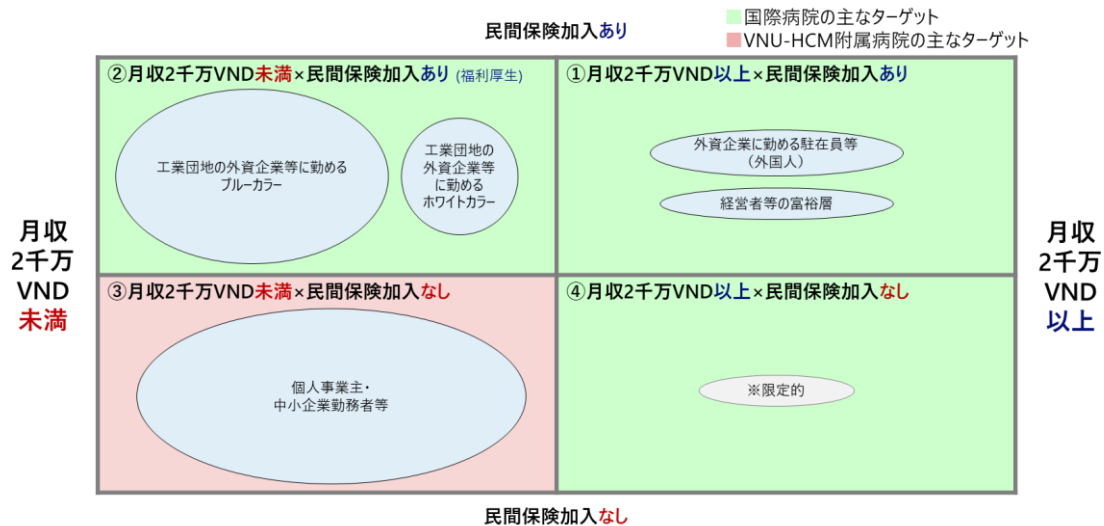 民間保険加入あり
国際病院の主なターゲット
VNU-HCM附属病院の主なターゲット
②月収2千万VND未満×民間保険加入あり (福利厚生)
①月収2千万VND以上×民間保険加入あり
工業団地の外資企業等に勤める
ブルーカラー
工業団地の
外資企業等
に勤める
ホワイトカラー
外資企業に勤める駐在員等
(外国人)
経営者等の富裕層
月収
2千万
VND
未満
月収
2千万
VND
以上
③月収2千万VND未満×民間保険加入なし
④月収2千万VND以上×民間保険加入なし
個人事業主・
中小企業勤務者等
※限定的
民間保険加入なし